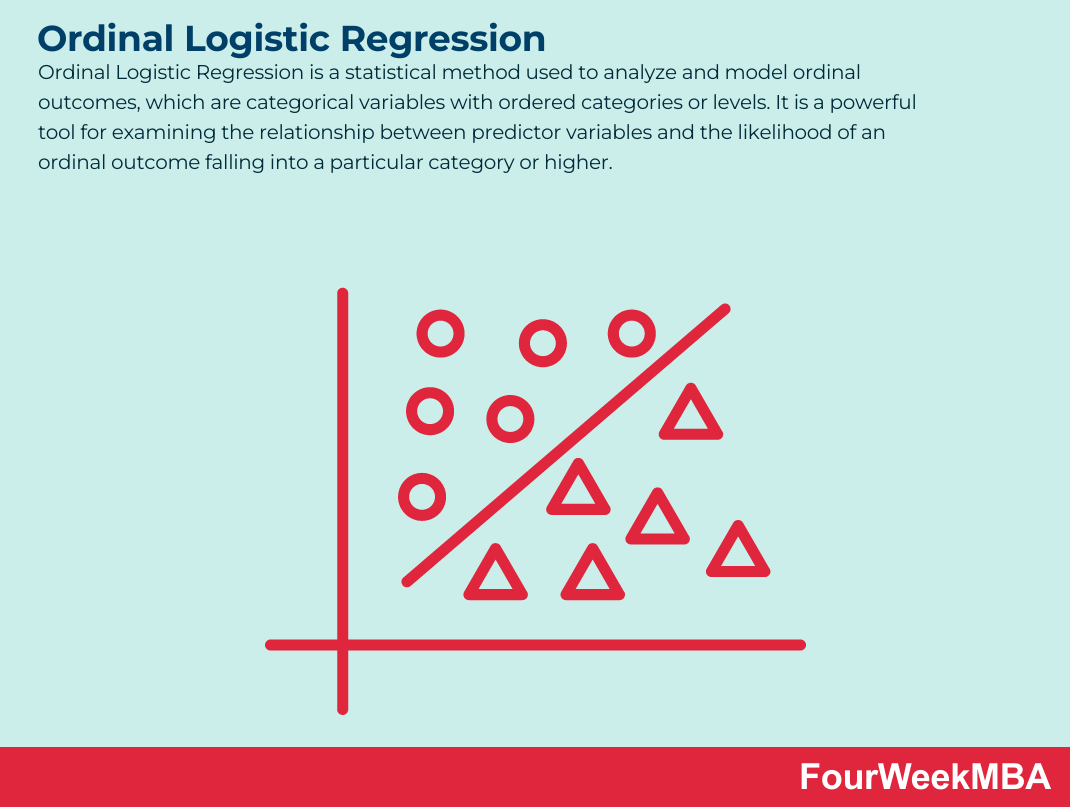 Ordinal Logistic Regression
Ordinal Logistic Regression is a statistical method used to analyze and model ordinal
outcomes, which are categorical variables with ordered categories or levels. It is a powerful
tool for examining the relationship between predictor variables and the likelihood of an
ordinal outcome falling into a particular category or higher.
FourWeekMBA